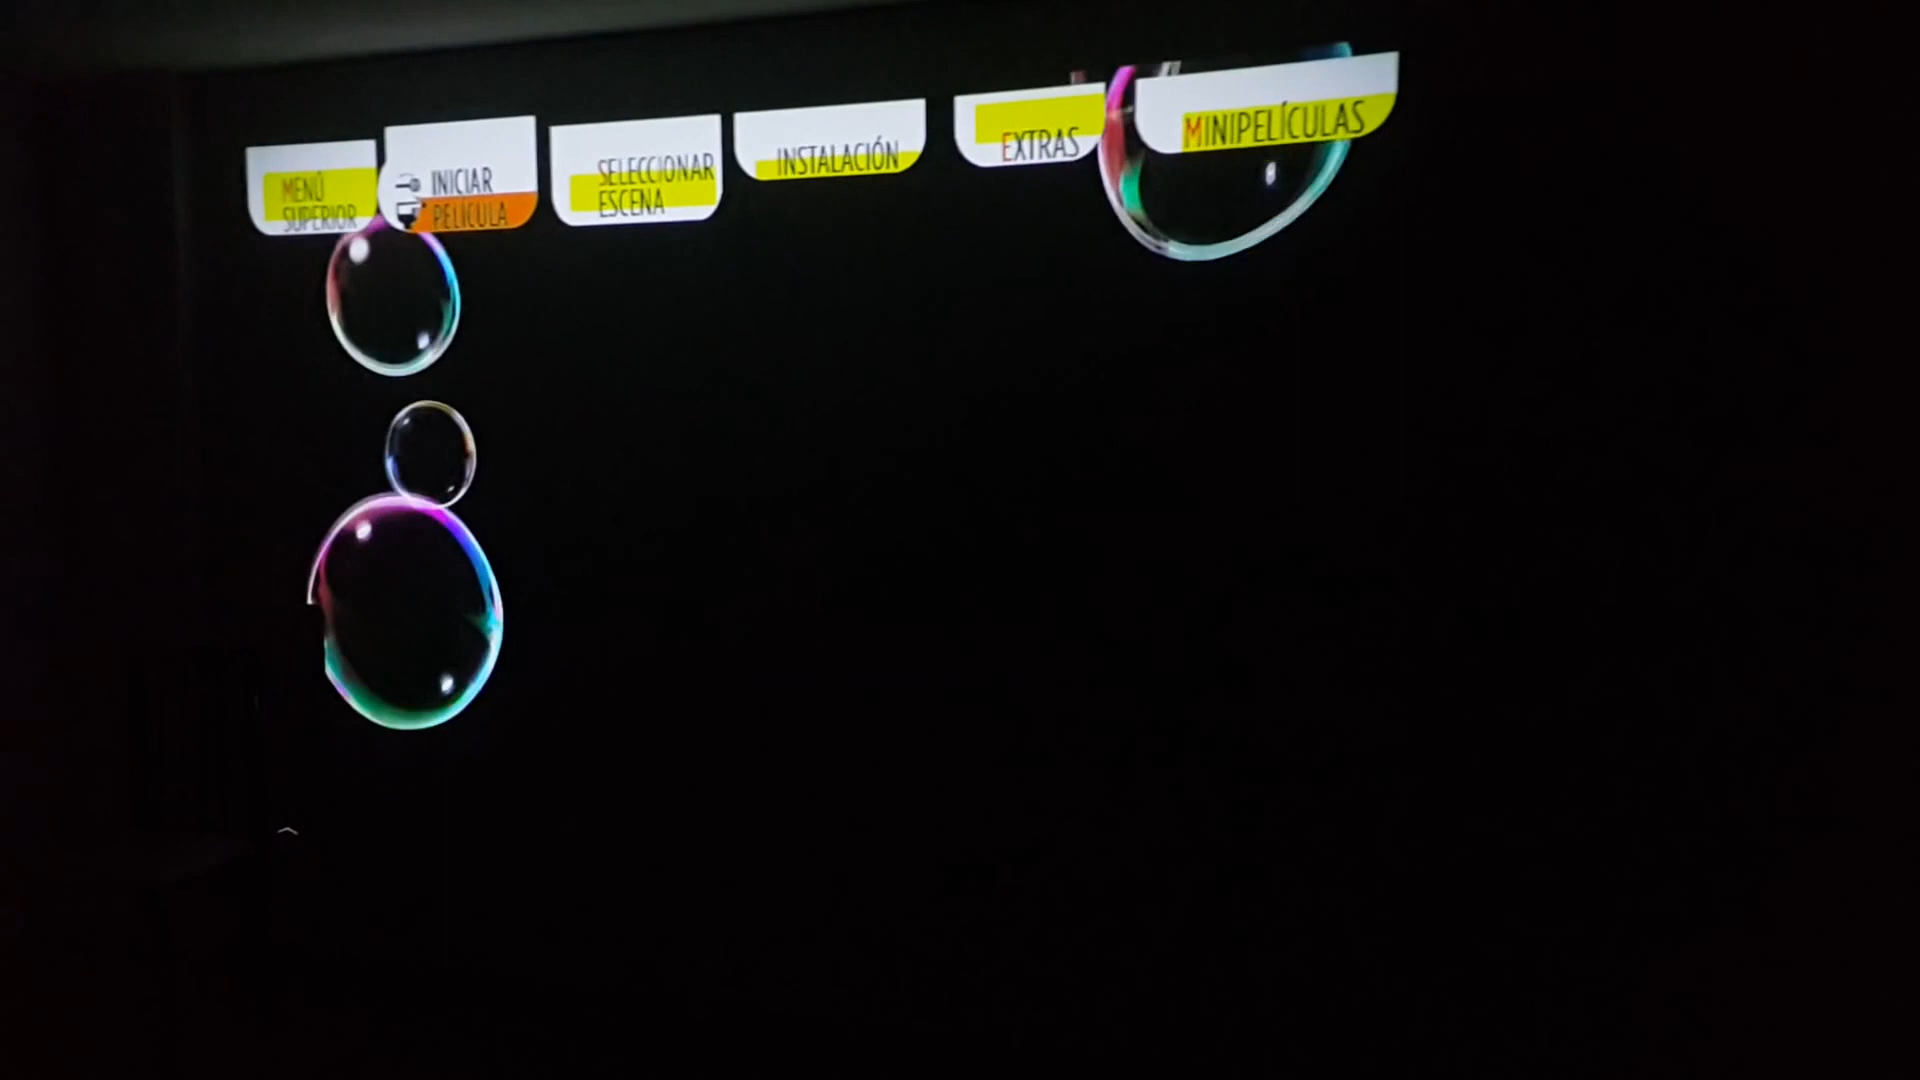 MENÚ
SUPERIOR
INICIAR
PELÍCULA
SELECCIONAR
ESCENA
INSTALACIÓN
EXTRAS
MINIPELÍCULAS